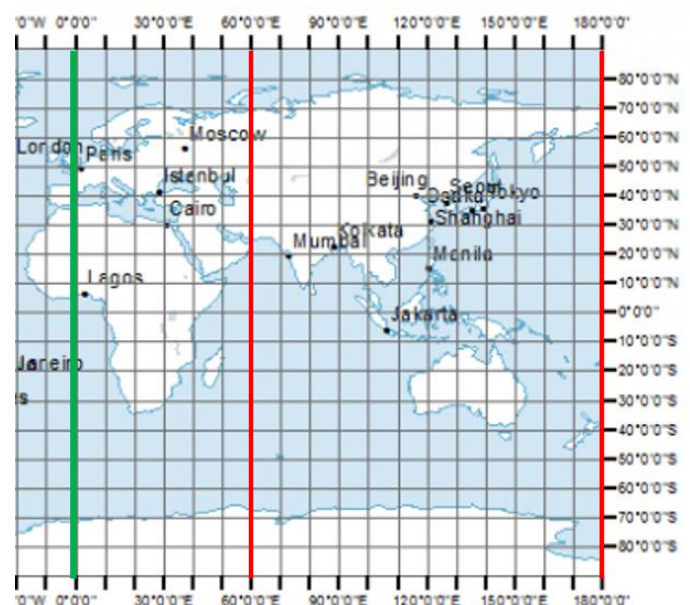 0°0'W 0°0'0" 30°0'0"E 60°0'0"E 90°0'0"E 120°0'0"E 150°0'0"E 180°0'0"
80°0'0"N
70°0'0"N
60°0'0"N
Moscow
London Paris
50°0'0"N
Istanbul
Beijing Seoul
40°0'0"N
Osaka Tokyo
Cairo
Shanghai
30°0'0"N
Mumbai Kolkata
20°0'0"N
Manila
Lagos
10°0'0"N
0°0'0"
Jakarta
10°0'0"S
Janeiro
20°0'0"S
s
30°0'0"S
40°0'0"S
50°0'0"S
60°0'0"S
70°0'0"S
80°0'0"S
0°0'W 0°0'0" 30°0'0"E 60°0'0"E 90°0'0"E 120°0'0"E 150°0'0"E 180°0'0"